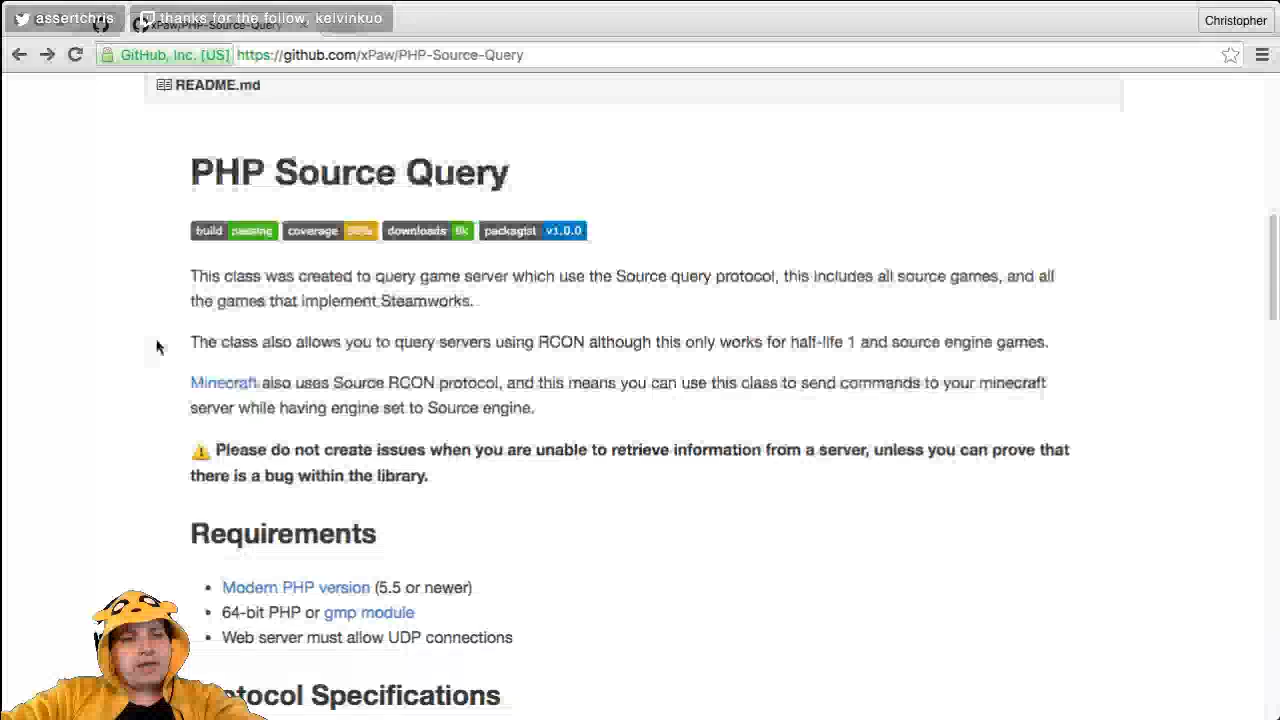 assertchris
thanks for the follow, kelvinkuo
Christopher
GitHub, Inc. [US] https://github.com/xPaw/PHP-Source-Query
README.md
PHP Source Query
build passing coverage downloads packagist v1.0.0
This class was created to query game server which use the Source query protocol, this includes all source games, and all
the games that implement Steamworks.
The class also allows you to query servers using RCON although this only works for half-life 1 and source engine games.
Minecraft also uses Source RCON protocol, and this means you can use this class to send commands to your minecraft
server while having engine set to Source engine.
Please do not create issues when you are unable to retrieve information from a server, unless you can prove that
there is a bug within the library.
Requirements
• Modern PHP version (5.5 or newer)
• 64-bit PHP or gmp module
• Web server must allow UDP connections
otocol Specifications